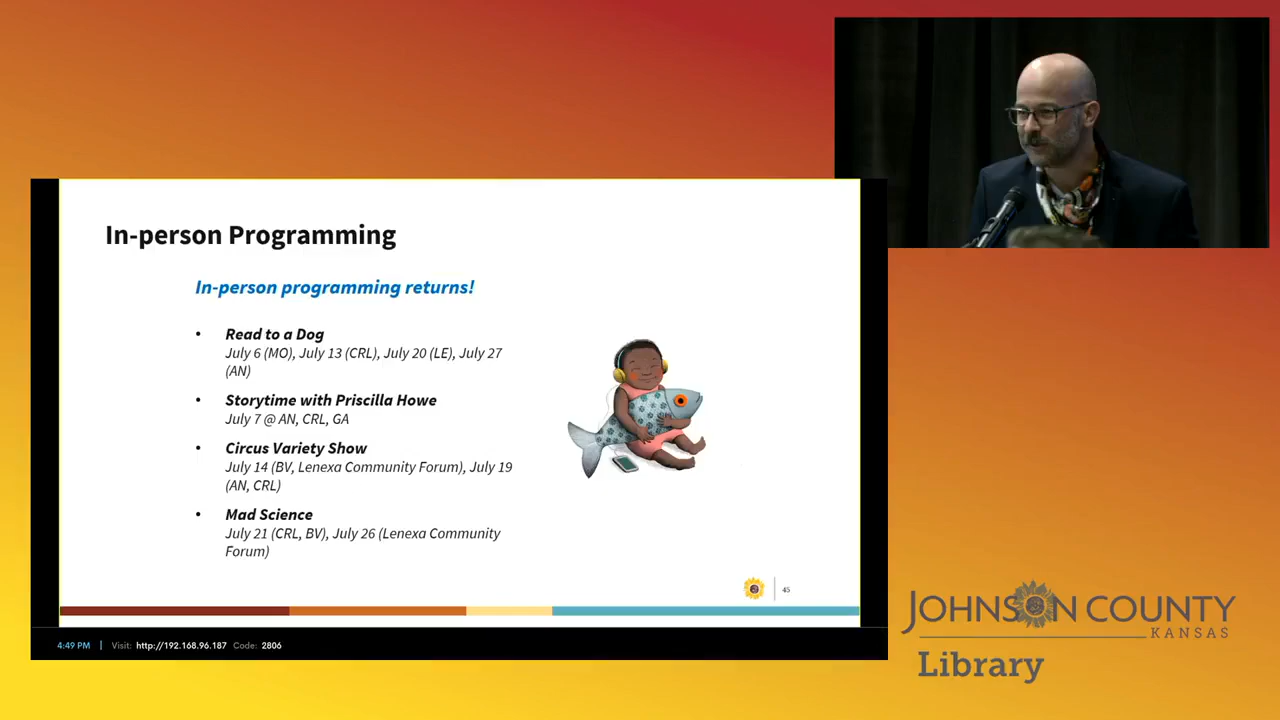 In-person Programming
In-person programming returns!
• Read to a Dog
July 6 (MO), July 13 (CRL), July 20 (LE), July 27
(AN)
• Storytime with Priscilla Howe
July 7 @ AN, CRL, GA
• Circus Variety Show
July 14 (BV, Lenexa Community Forum), July 19
(AN, CRL)
• Mad Science
July 21 (CRL, BV), July 26 (Lenexa Community
Forum)
45
4:49 PM | Visit: http://192.168.96.187 Code: 2806
JOHNSON COUNTY
KANSAS
Library